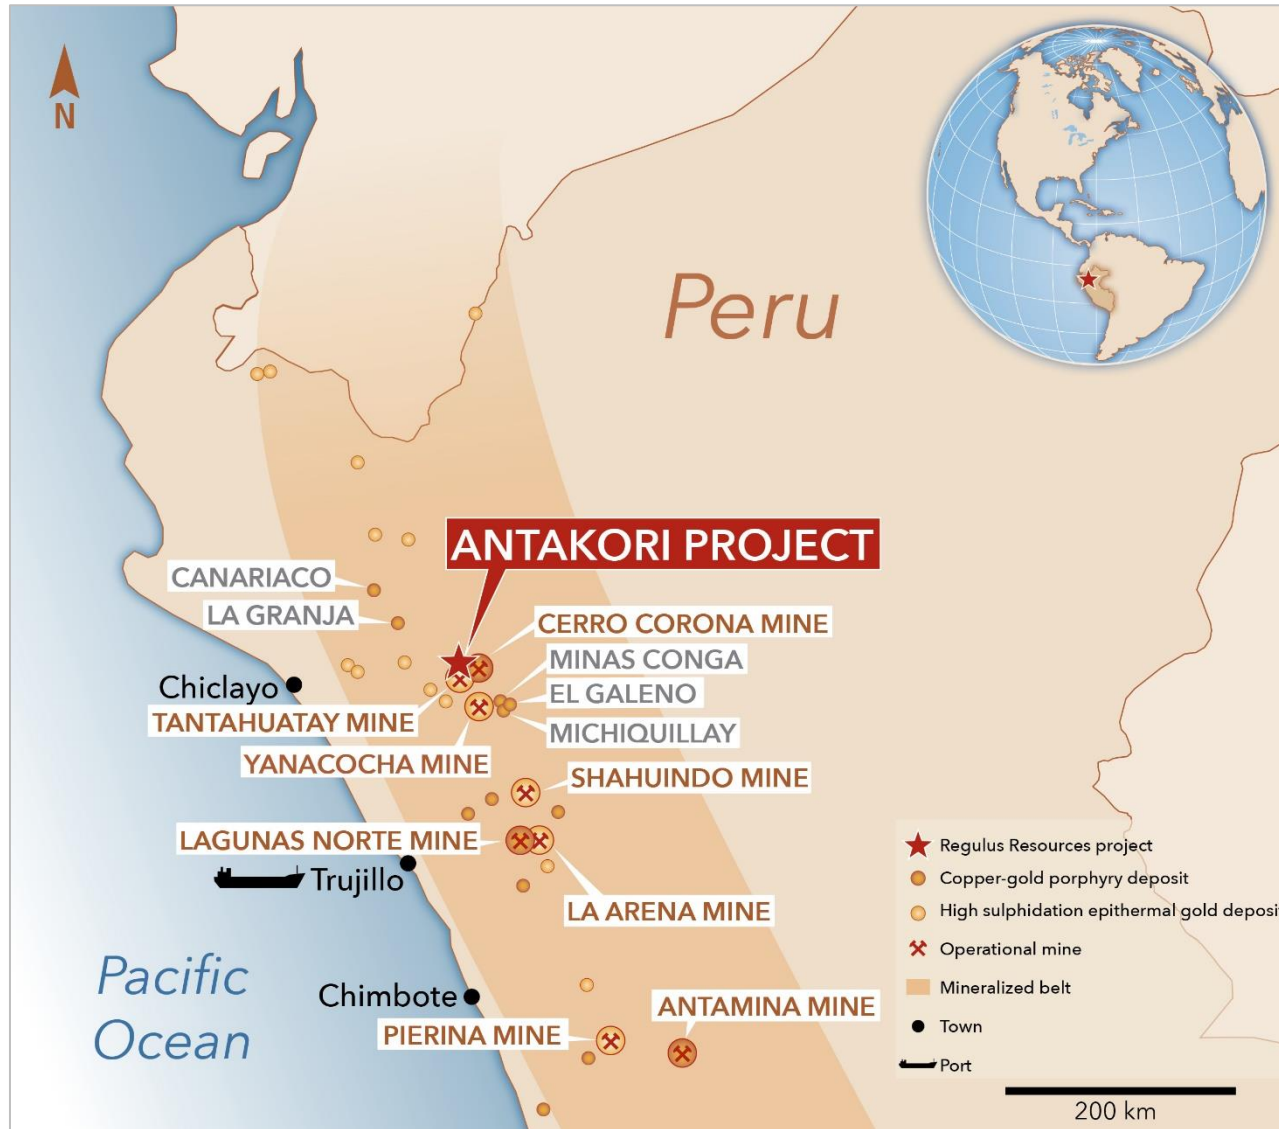 N
Peru
ANTAKORI PROJECT
CANARIACO
LA GRANJA
CERRO CORONA MINE
MINAS CONGA
EL GALENO
MICHIQUILLAY
Chiclayo
TANTAHUATAY MINE
YANACOCHA MINE
SHAHUINDO MINE
LAGUNAS NORTE MINE
Trujillo
LA ARENA MINE
Pacific
Ocean
Chimbote
PIERINA MINE
ANTAMINA MINE
Regulus Resources project
Copper-gold porphyry deposit
High sulphidation epithermal gold deposi
Operational mine
Mineralized belt
Town
Port
200 km